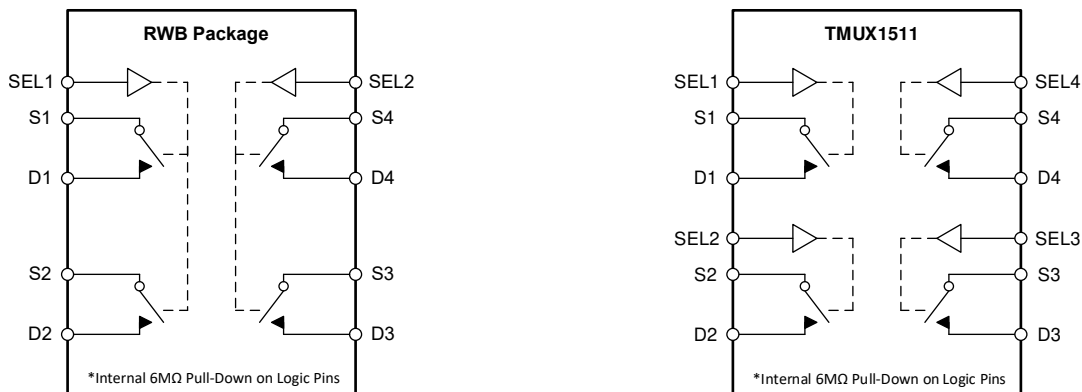 RWB Package
SEL1
SEL2
S1
S4
D1
D4
S2
S3
D2
D3
*Internal 6MΩ Pull-Down on Logic Pins
TMUX1511
SEL1
SEL4
S1
S4
D1
D4
SEL2
SEL3
S2
S3
D2
D3
*Internal 6MΩ Pull-Down on Logic Pins